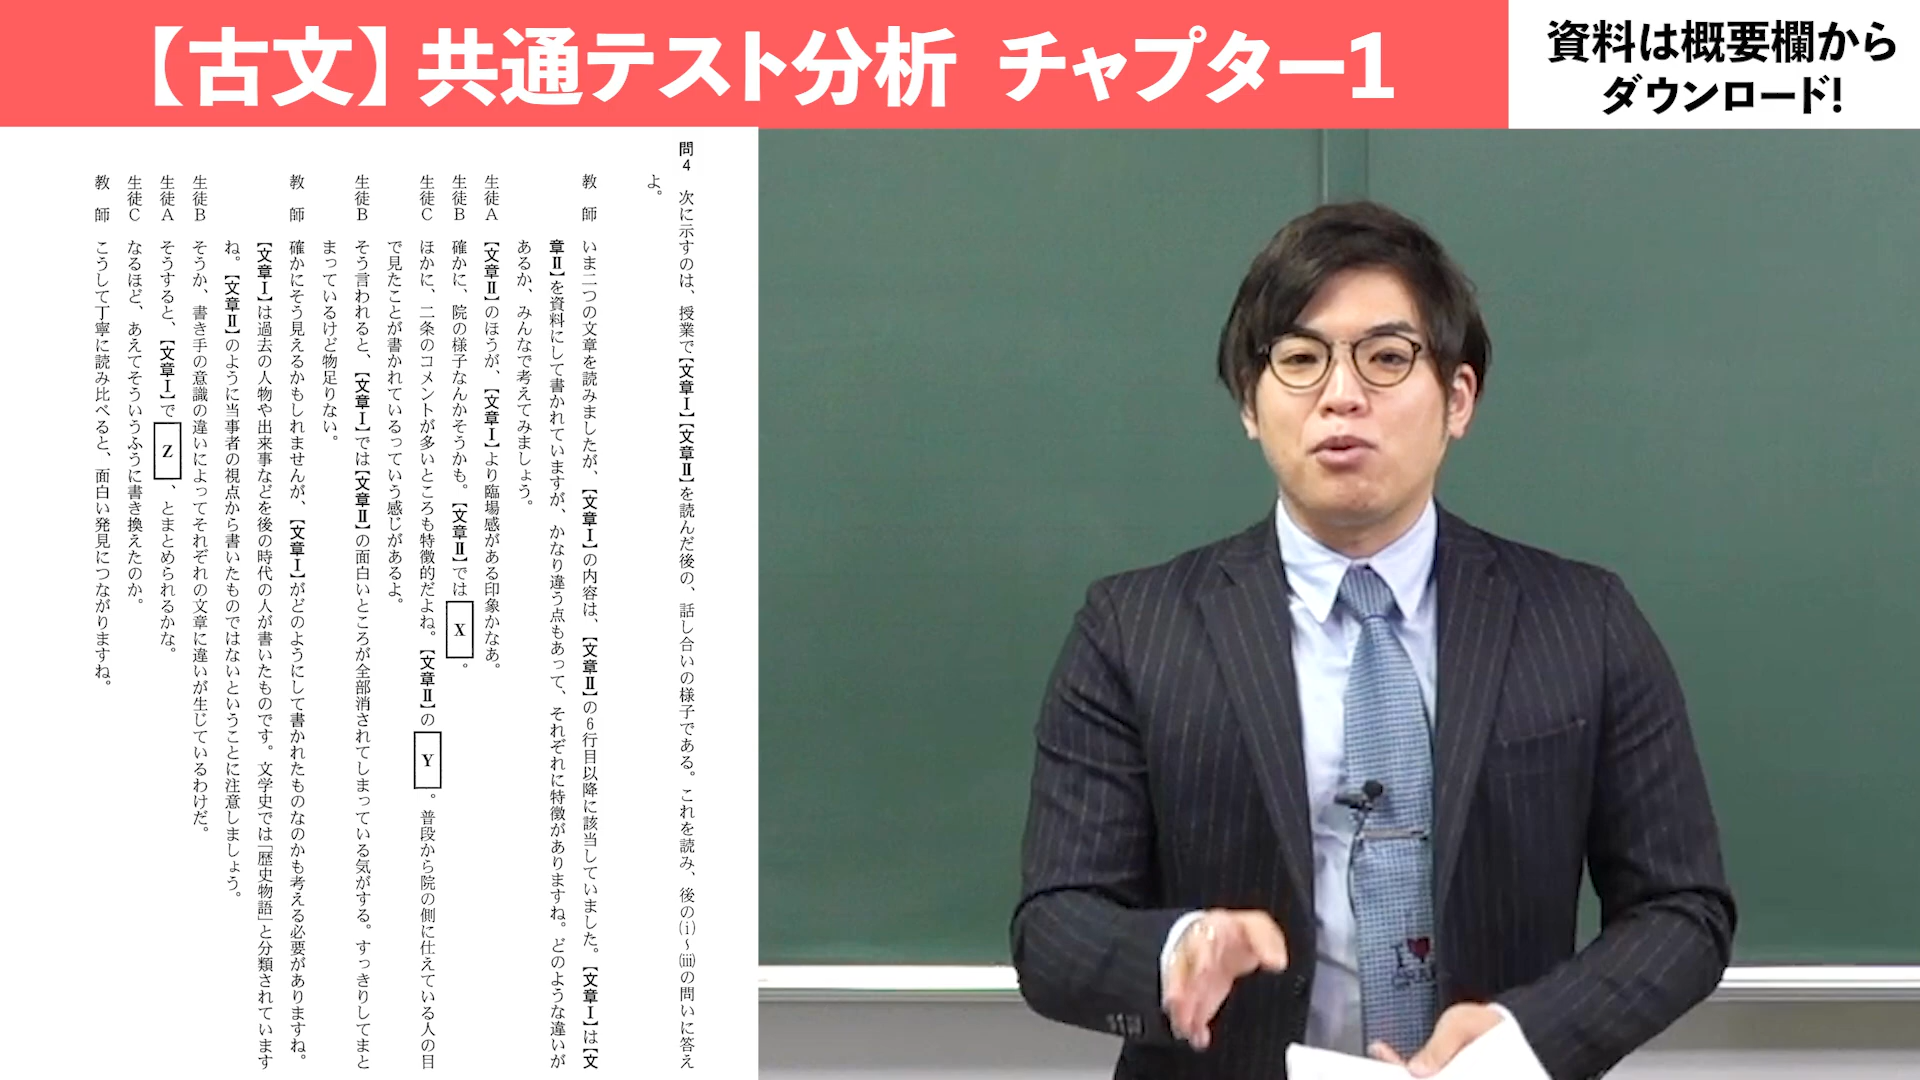 【古文】共通テスト分析 チャプター1
資料は概要欄から
ダウンロード!
問4 次に示すのは、授業で【文章Ⅰ】【文章Ⅱ】を読んだ後の、話し合いの様子である。これを読み、後の(ⅰ)~(ⅲ)の問いに答え
よ。
教 師 いま二つの文章を読みましたが、【文章Ⅰ】の内容は、【文章Ⅱ】の6行目以降に該当していました。【文章Ⅰ】は【文
章Ⅱ】を資料にして書かれていますが、かなり違う点もあって、それぞれに特徴がありますね。どのような違いが
あるか、みんなで考えてみましょう。
生徒A 【文章Ⅱ】のほうが、【文章Ⅰ】より臨場感がある印象かなあ。
生徒B 確かに、院の様子なんかそうかも。【文章Ⅱ】では X 。
生徒C ほかに、二条のコメントが多いところも特徴的だよね。【文章Ⅱ】の Y 。普段から院の側に仕えている人の目
で見たことが書かれているっていう感じがあるよ。
生徒B そう言われると、【文章Ⅰ】では【文章Ⅱ】の面白いところが全部消されてしまっている気がする。すっきりしてまと
まっているけど物足りない。
教 師 確かにそう見えるかもしれませんが、【文章Ⅰ】がどのようにして書かれたものなのかも考える必要がありますね。
【文章Ⅰ】は過去の人物や出来事などを後の時代の人が書いたものです。文学史では「歴史物語」と分類されています
ね。【文章Ⅱ】のように当事者の視点から書いたものではないということに注意しましょう。
生徒B そうか、書き手の意識の違いによってそれぞれの文章に違いが生じているわけだ。
生徒A そうすると、【文章Ⅰ】で Z 、とまとめられるかな。
生徒C なるほど、あえてそういうふうに書き換えたのか。
教 師 こうして丁寧に読み比べると、面白い発見につながりますね。